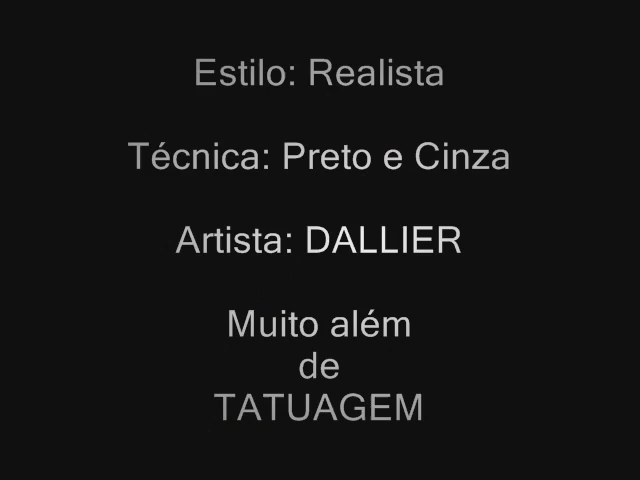 Estilo: Realista
Técnica: Preto e Cinza
Artista: DALLIER
Muito além
de
TATUAGEM